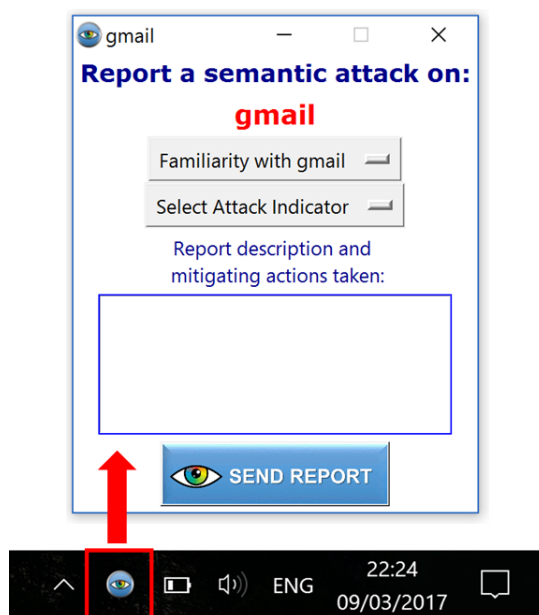 gmail
Report a semantic attack on:
gmail
Familiarity with gmail
Select Attack Indicator
Report description and
mitigating actions taken:
SEND REPORT
ENG
22:24
09/03/2017